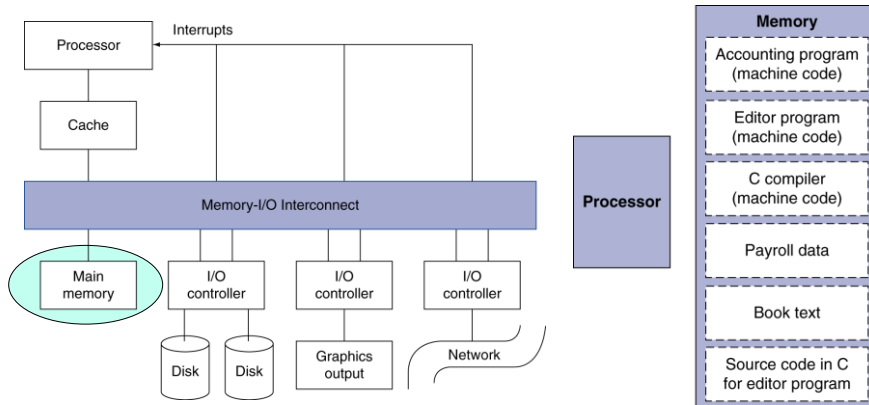 Interrupts
Processor
Cache
Memory-I/O Interconnect
Main
memory
I/O
controller
I/O
controller
I/O
controller
Disk
Disk
Graphics
output
Network
Processor
Memory
Accounting program
(machine code)
Editor program
(machine code)
C compiler
(machine code)
Payroll data
Book text
Source code in C
for editor program